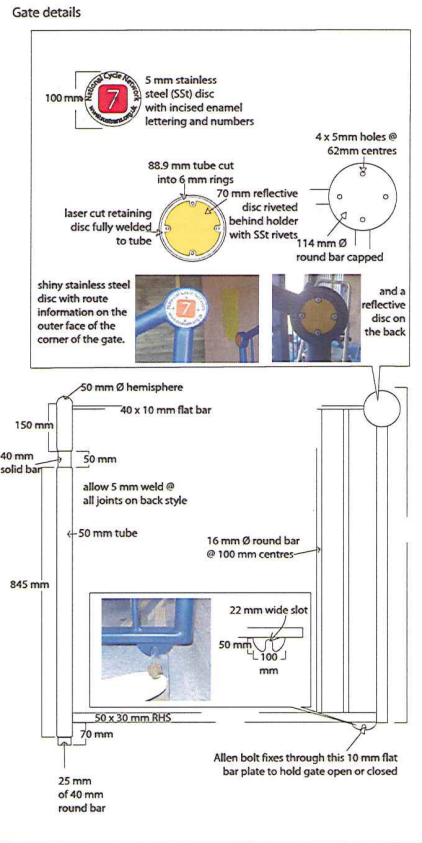 Gate details
National Cycle Network
7
www.sustrans.org.uk
100 mm
5 mm stainless
steel (SSt) disc
with incised enamel
lettering and numbers
4 x 5mm holes @
62mm centres
88.9 mm tube cut
into 6 mm rings
70 mm reflective
disc riveted
behind holder
with SSt rivets
laser cut retaining
disc fully welded
to tube
114 mm Ø
round bar capped
shiny stainless steel
disc with route
information on the
outer face of the
corner of the gate.
7
and a
reflective
disc on
the back
50 mm Ø hemisphere
40 x 10 mm flat bar
150 mm
40 mm
solid bar
50 mm
allow 5 mm weld @
all joints on back style
50 mm tube
16 mm Ø round bar
@ 100 mm centres
845 mm
22 mm wide slot
50 mm
100
mm
50 x 30 mm RHS
70 mm
Allen bolt fixes through this 10 mm flat
bar plate to hold gate open or closed
25 mm
of 40 mm
round bar